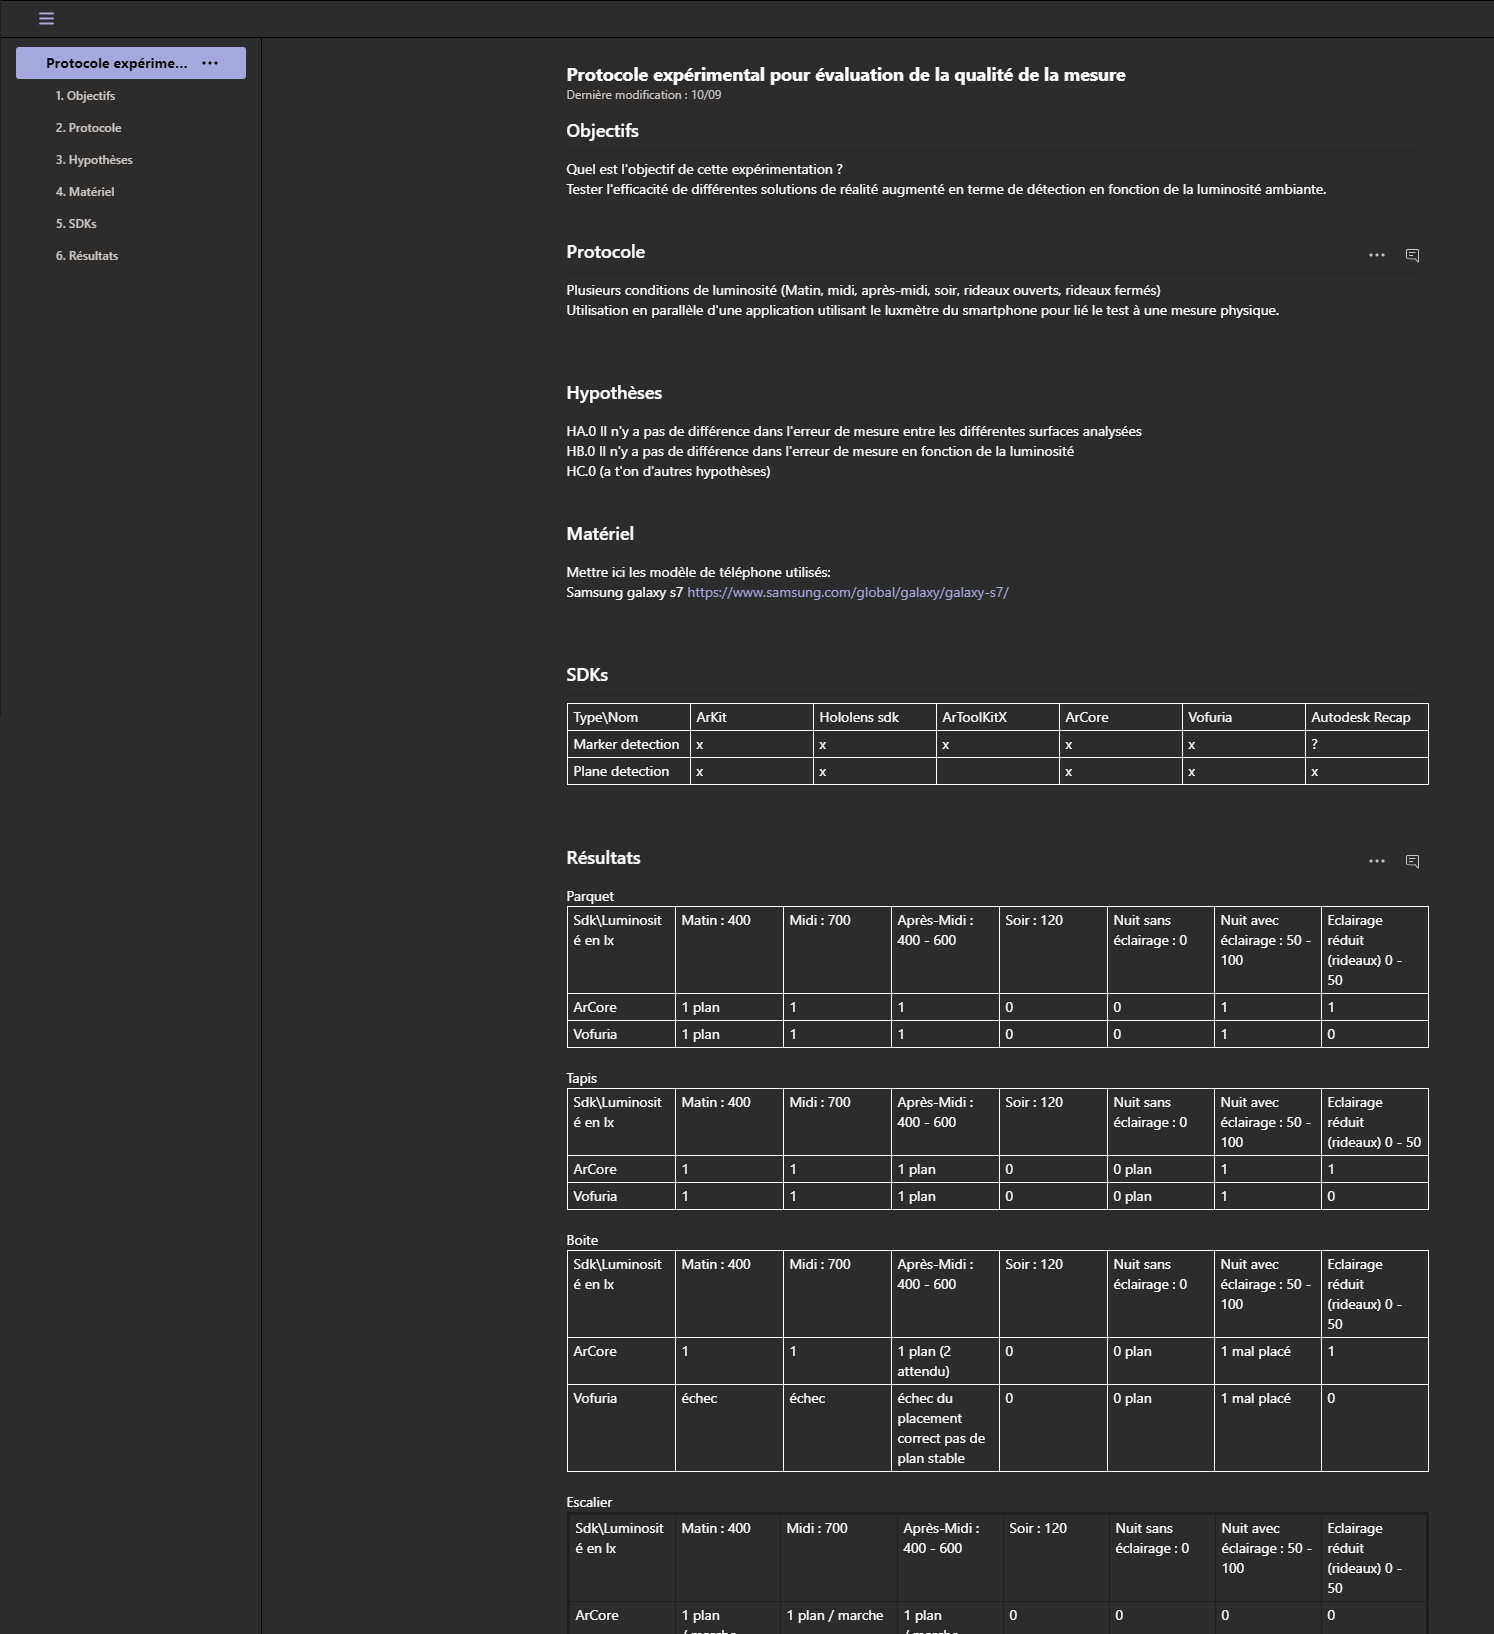 Protocole expérime... ...
1. Objectifs
2. Protocole
3. Hypothèses
4. Matériel
5. SDKs
6. Résultats
Protocole expérimental pour évaluation de la qualité de la mesure
Dernière modification : 10/09
Objectifs
Quel est l'objectif de cette expérimentation ?
Tester l'efficacité de différentes solutions de réalité augmenté en terme de détection en fonction de la luminosité ambiante.
Protocole
Plusieurs conditions de luminosité (Matin, midi, après-midi, soir, rideaux ouverts, rideaux fermés)
Utilisation en parallèle d'une application utilisant le luxmètre du smartphone pour lié le test à une mesure physique.
Hypothèses
HA.0 Il n'y a pas de différence dans l'erreur de mesure entre les différentes surfaces analysées
HB.0 Il n'y a pas de différence dans l'erreur de mesure en fonction de la luminosité
HC.0 (a t'on d'autres hypothèses)
Matériel
Mettre ici les modèle de téléphone utilisés:
Samsung galaxy s7 https://www.samsung.com/global/galaxy/galaxy-s7/
SDKs
Type\Nom ArKit Hololens sdk ArToolKitX ArCore Vofuria Autodesk Recap
Marker detection x x x x x ?
Plane detection x x x x x
Résultats
Parquet
Sdk\Luminosit Matin : 400 Midi : 700 Après-Midi : Soir : 120 Nuit sans Nuit avec Eclairage
é en lx 400 - 600 éclairage : 0 éclairage : 50 - réduit
100 (rideaux) 0 -
50
ArCore 1 plan 1 1 0 0 1 1
Vofuria 1 plan 1 1 0 0 1 0
Tapis
Sdk\Luminosit Matin : 400 Midi : 700 Après-Midi : Soir : 120 Nuit sans Nuit avec Eclairage
é en lx 400 - 600 éclairage : 0 éclairage : 50 - réduit
100 (rideaux) 0 - 50
ArCore 1 1 1 plan 0 0 plan 1 1
Vofuria 1 1 1 plan 0 0 plan 1 0
Boite
Sdk\Luminosit Matin : 400 Midi : 700 Après-Midi : Soir : 120 Nuit sans Nuit avec Eclairage
é en lx 400 - 600 éclairage : 0 éclairage : 50 - réduit
100 (rideaux) 0 -
50
ArCore 1 1 1 plan (2 0 0 plan 1 mal placé 1
attendu)
Vofuria échec échec échec du 0 0 plan 1 mal placé 0
placement
correct pas de
plan stable
Escalier
Sdk\Luminosit Matin : 400 Midi : 700 Après-Midi : Soir : 120 Nuit sans Nuit avec Eclairage
é en lx 400 - 600 éclairage : 0 éclairage : 50 - réduit
100 (rideaux) 0 -
50
ArCore 1 plan 1 plan / marche 1 plan 0 0 0 0